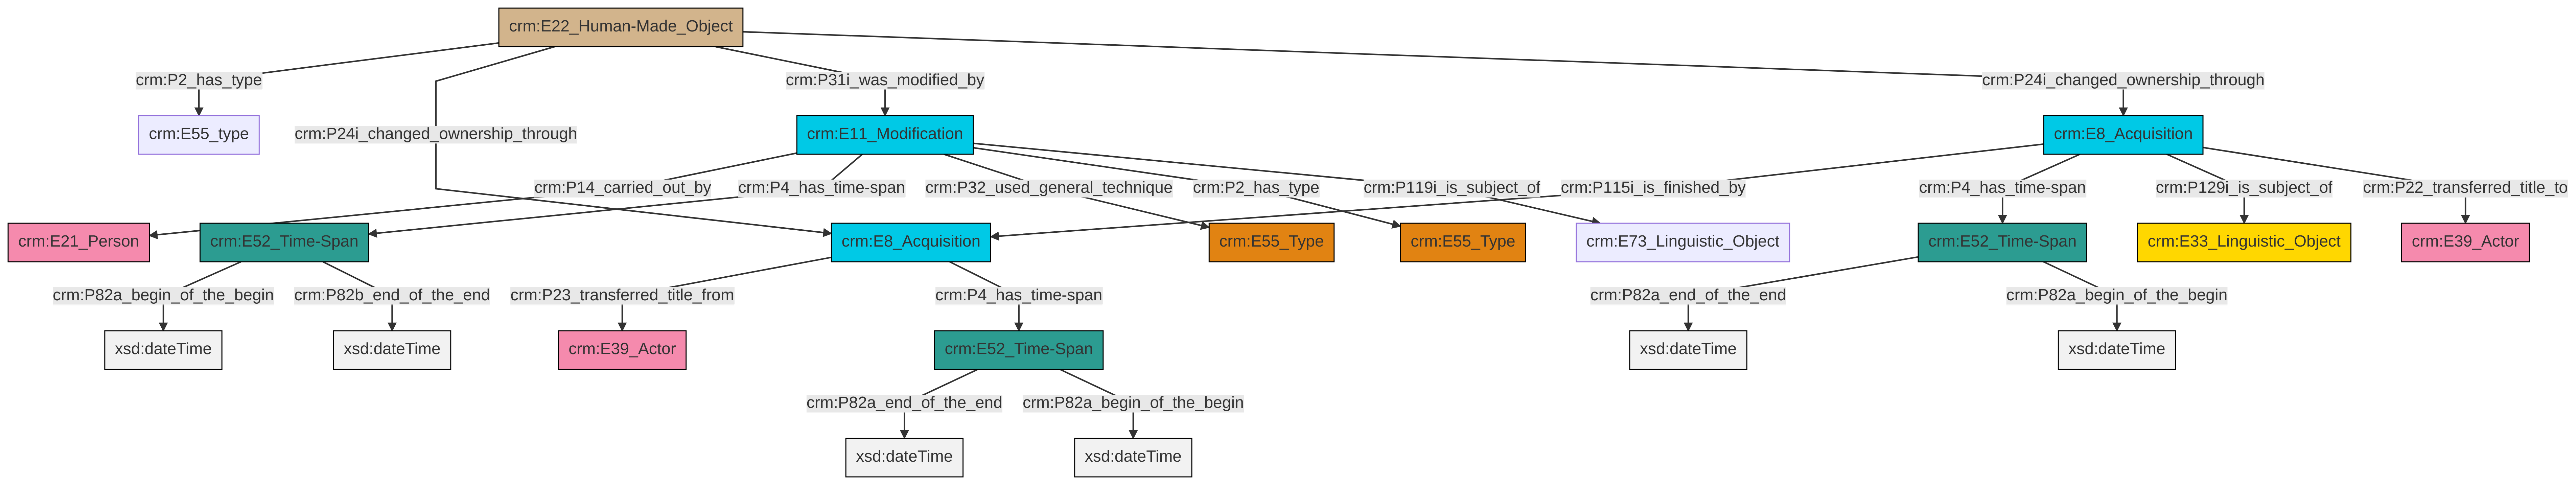 crm:E22_Human-Made_Object
crm:P2_has_type
crm:P31i_was_modified_by
crm:P24i_changed_ownership_through
crm:E55_type
crm:P24i_changed_ownership_through
crm:E11_Modification
crm:E8_Acquisition
crm:P14_carried_out_by
crm:P4_has_time-span
crm:P32_used_general_technique
crm:P2_has_type
crm:P119i_is_subject_of
crm:P115i_is_finished_by
crm:P4_has_time-span
crm:P129i_is_subject_of
crm:P22_transferred_title_to
crm:E21_Person
crm:E52_Time-Span
crm:E8_Acquisition
crm:E55_Type
crm:E55_Type
crm:E73_Linguistic_Object
crm:E52_Time-Span
crm:E33_Linguistic_Object
crm:E39_Actor
crm:P82a_begin_of_the_begin
crm:P82b_end_of_the_end
crm:P23_transferred_title_from
crm:P4_has_time-span
crm:P82a_end_of_the_end
crm:P82a_begin_of_the_begin
xsd:dateTime
xsd:dateTime
crm:E39_Actor
crm:E52_Time-Span
xsd:dateTime
xsd:dateTime
crm:P82a_end_of_the_end
crm:P82a_begin_of_the_begin
xsd:dateTime
xsd:dateTime